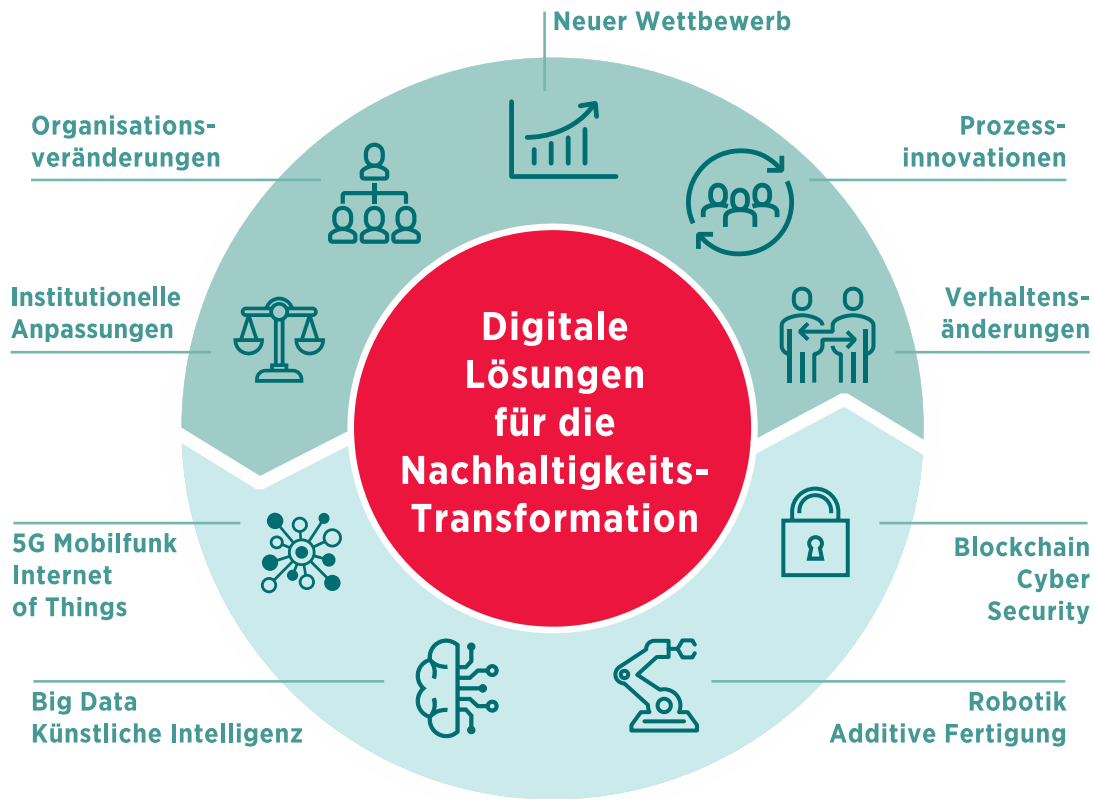 Neuer Wettbewerb
Organisations-
veränderungen
Prozess-
innovationen
Institutionelle
Anpassungen
Verhaltens-
änderungen
Digitale
Lösungen
für die
Nachhaltigkeits-
Transformation
5G Mobilfunk
Internet
of Things
Blockchain
Cyber
Security
Big Data
Künstliche Intelligenz
Robotik
Additive Fertigung